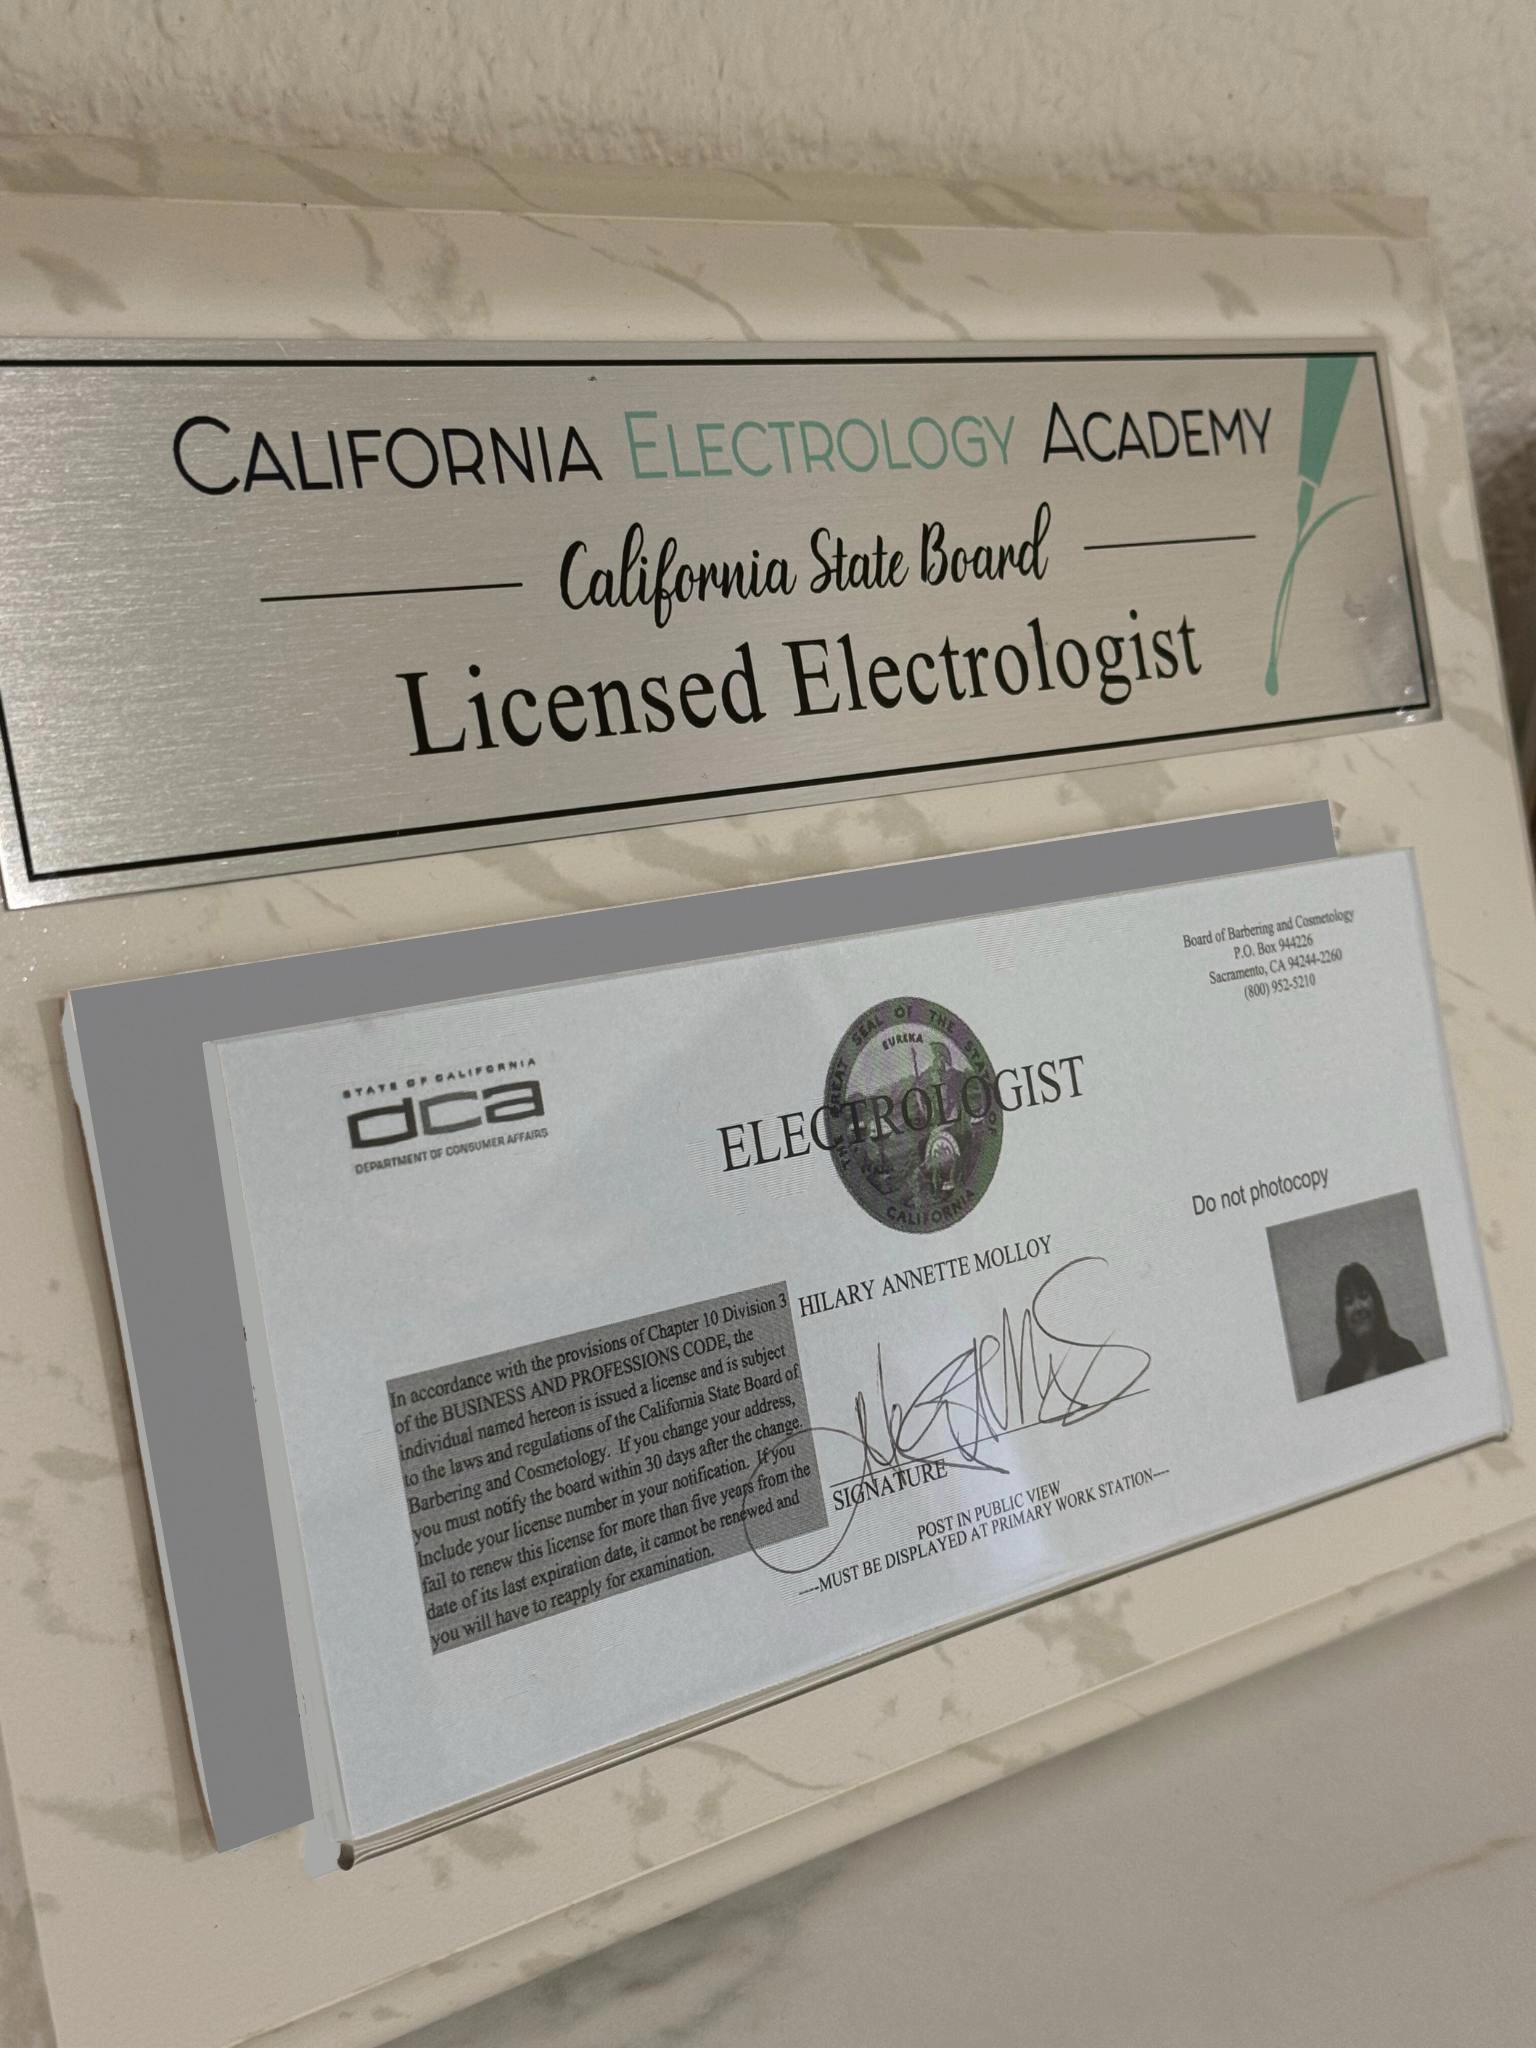 CALIFORNIA ELECTROLOGY ACADEMY
California State Board
Licensed Electrologist
Board of Barbering and Cosmetology
P.O. Box 944226
Sacramento, CA 94244-2260
(800) 952-5210
STATE OF CALIFORNIA
dca
DEPARTMENT OF CONSUMER AFFAIRS
THE GREAT SEAL OF THE STATE OF CALIFORNIA
EUREKA
ELECTROLOGIST
Do not photocopy
HILARY ANNETTE MOLLOY
In accordance with the provisions of Chapter 10 Division 3
of the BUSINESS AND PROFESSIONS CODE, the
individual named hereon is issued a license and is subject
to the laws and regulations of the California State Board of
Barbering and Cosmetology. If you change your address,
you must notify the board within 30 days after the change.
Include your license number in your notification. If you
fail to renew this license for more than five years from the
date of its last expiration date, it cannot be renewed and
you will have to reapply for examination.
SIGNATURE
POST IN PUBLIC VIEW
----MUST BE DISPLAYED AT PRIMARY WORK STATION----